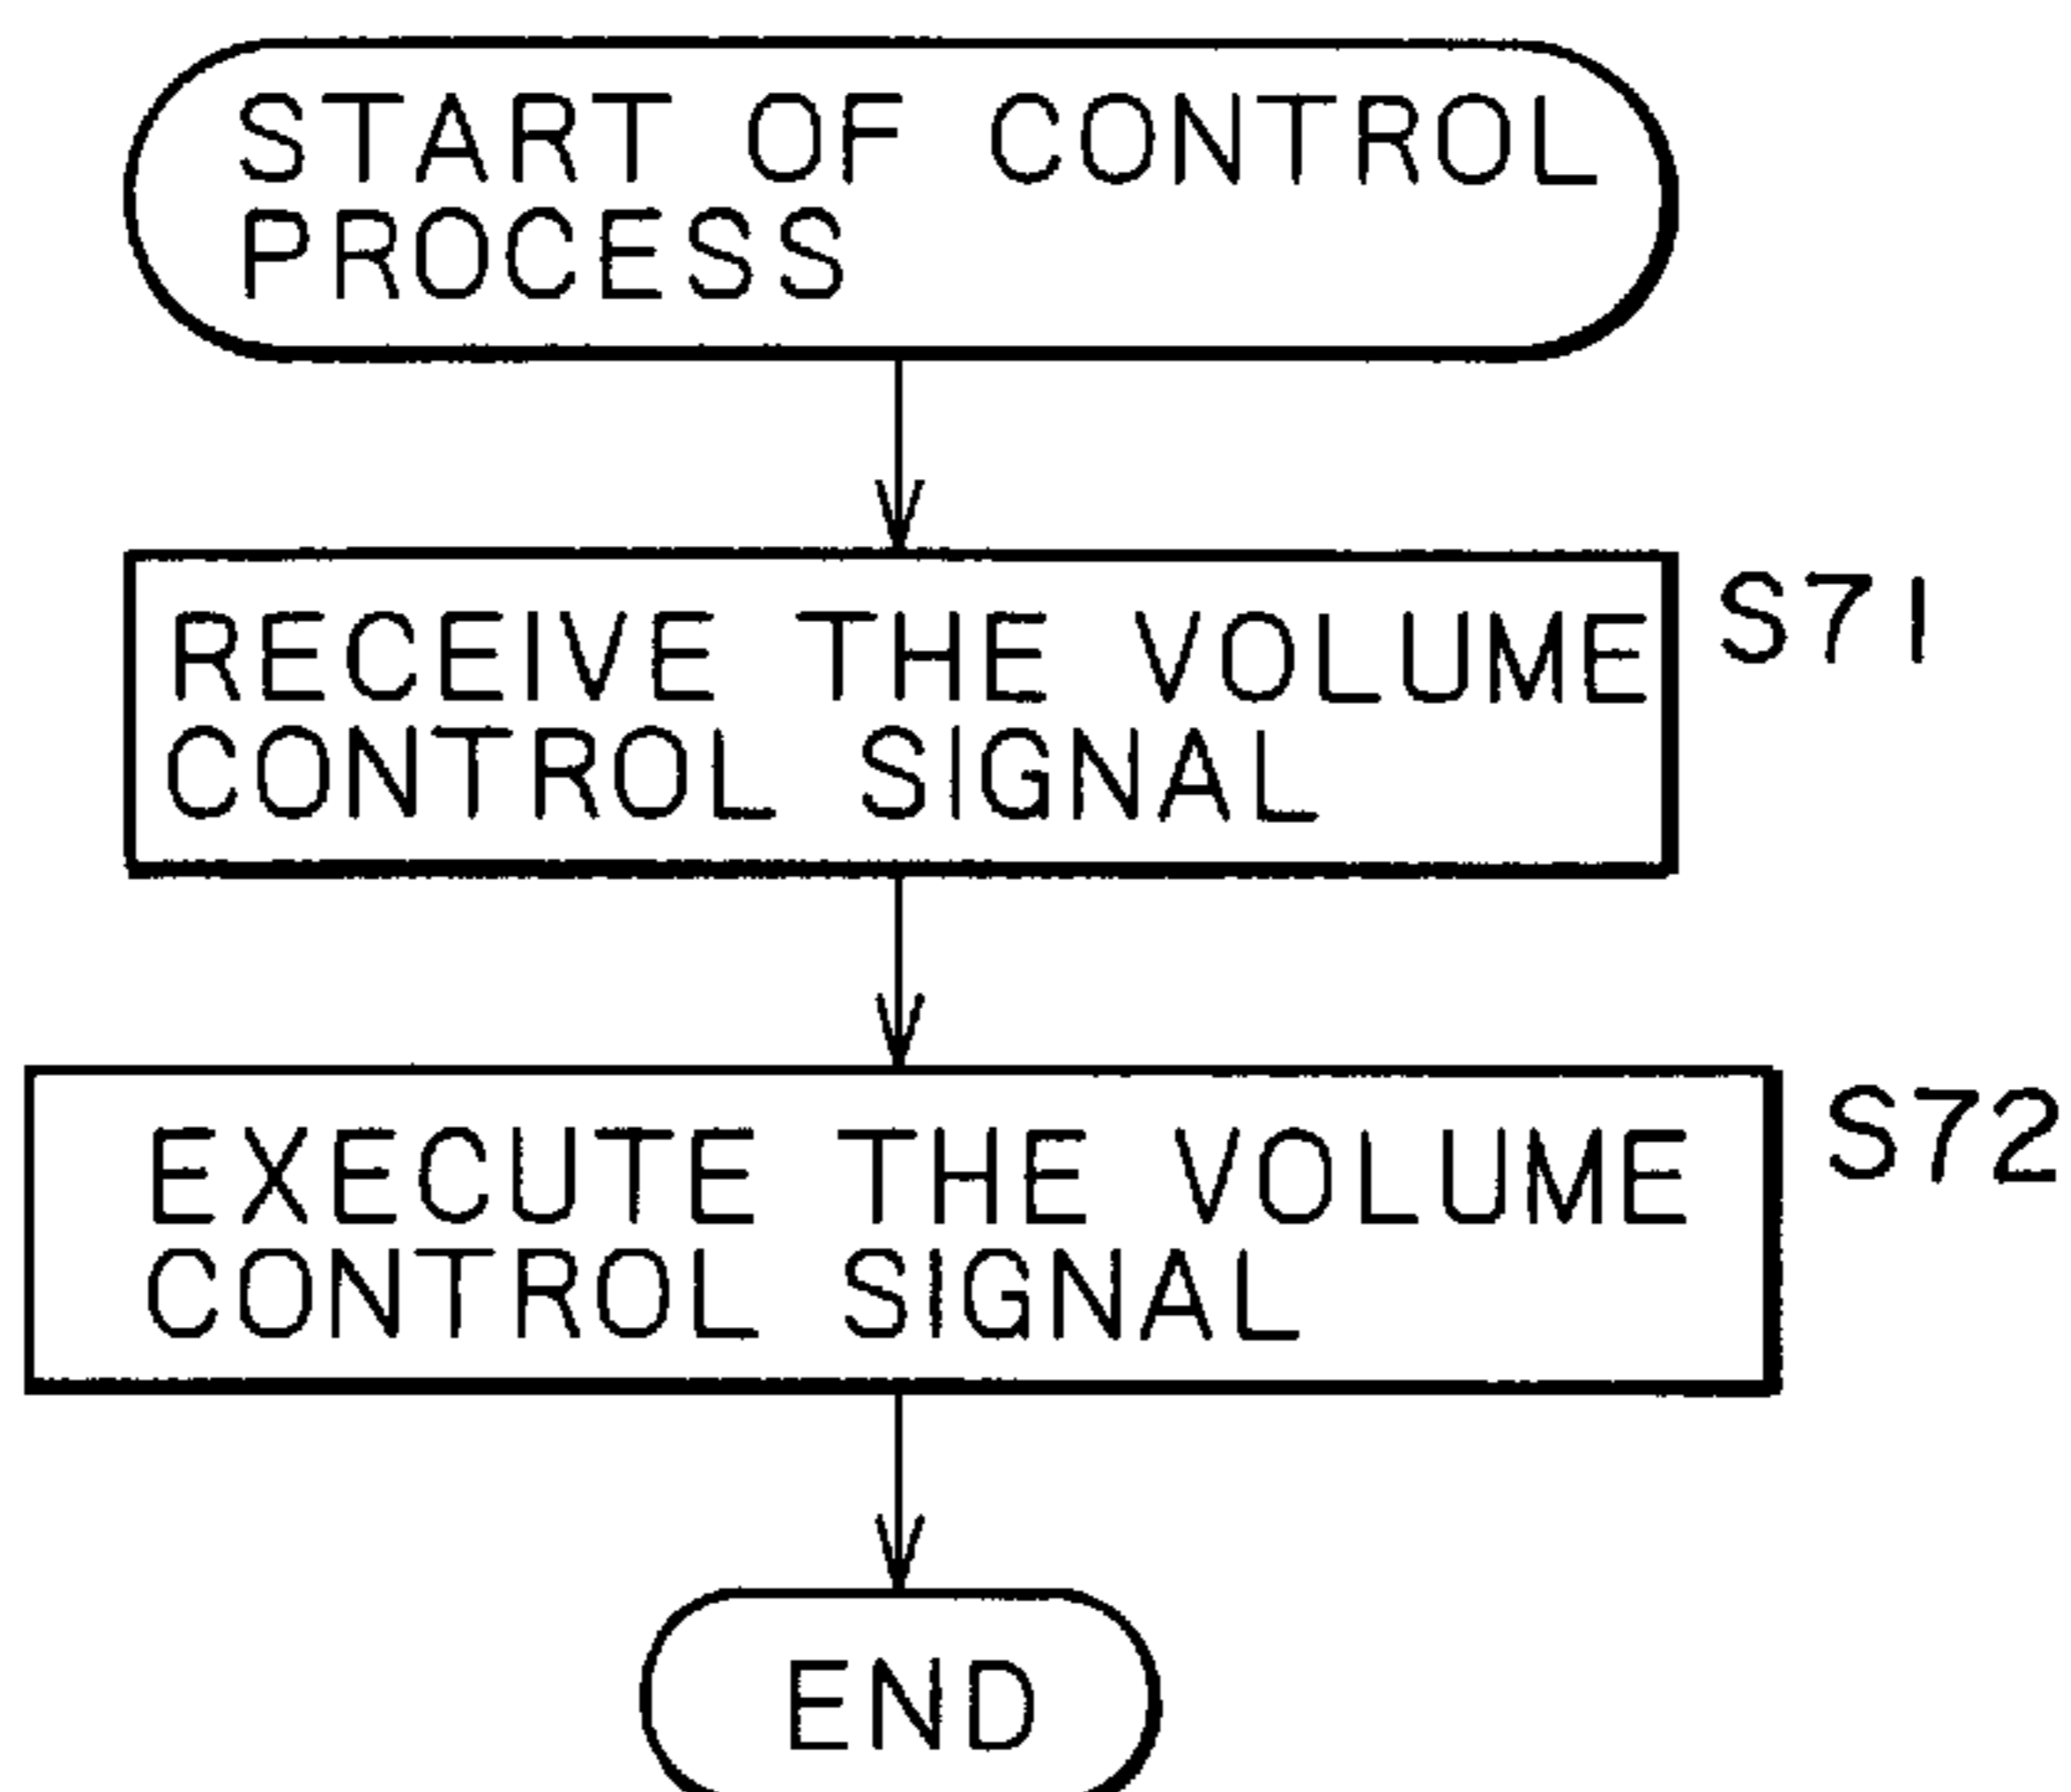 START OF CONTROL
PROCESS
RECEIVE THE VOLUME
CONTROL SIGNAL
S71
EXECUTE THE VOLUME
CONTROL SIGNAL
S72
END